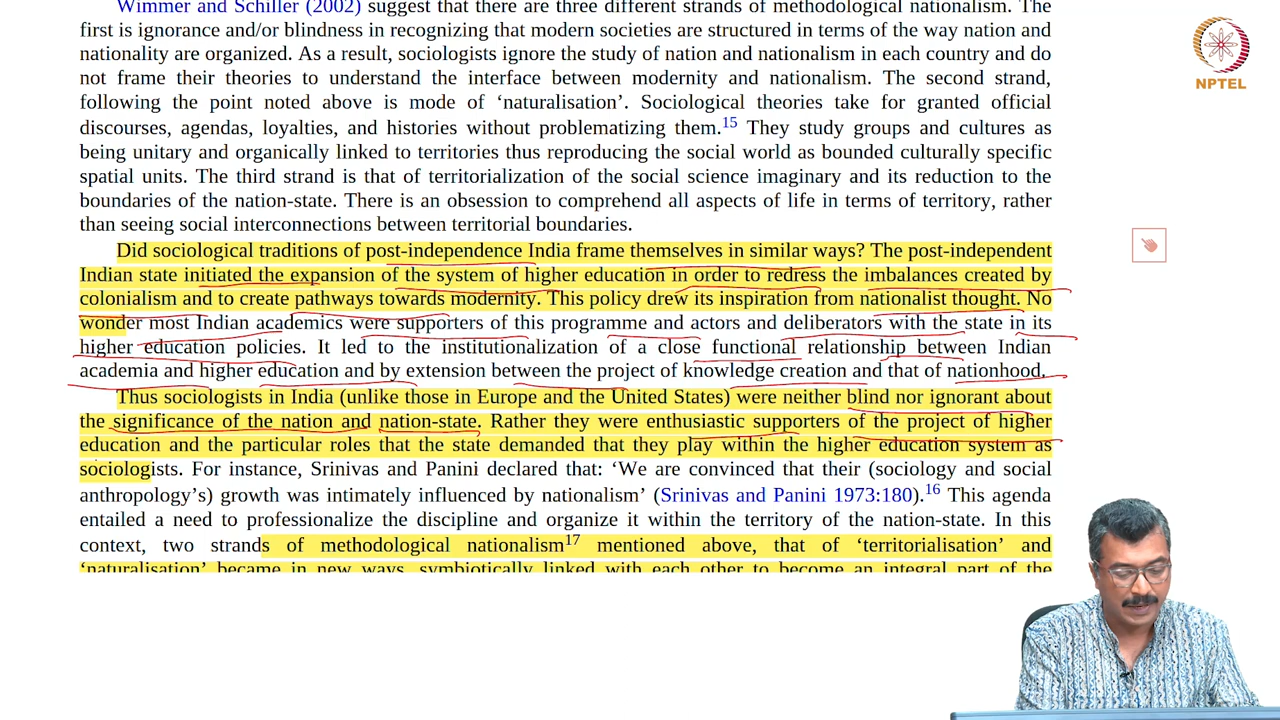 Wimmer and Schiller (2002) suggest that there are three different strands of methodological nationalism. The
first is ignorance and/or blindness in recognizing that modern societies are structured in terms of the way nation and
nationality are organized. As a result, sociologists ignore the study of nation and nationalism in each country and do
not frame their theories to understand the interface between modernity and nationalism. The second strand,
following the point noted above is mode of ‘naturalisation’. Sociological theories take for granted official
discourses, agendas, loyalties, and histories without problematizing them.15 They study groups and cultures as
being unitary and organically linked to territories thus reproducing the social world as bounded culturally specific
spatial units. The third strand is that of territorialization of the social science imaginary and its reduction to the
boundaries of the nation-state. There is an obsession to comprehend all aspects of life in terms of territory, rather
than seeing social interconnections between territorial boundaries.
Did sociological traditions of post-independence India frame themselves in similar ways? The post-independent
Indian state initiated the expansion of the system of higher education in order to redress the imbalances created by
colonialism and to create pathways towards modernity. This policy drew its inspiration from nationalist thought. No
wonder most Indian academics were supporters of this programme and actors and deliberators with the state in its
higher education policies. It led to the institutionalization of a close functional relationship between Indian
academia and higher education and by extension between the project of knowledge creation and that of nationhood.
Thus sociologists in India (unlike those in Europe and the United States) were neither blind nor ignorant about
the significance of the nation and nation-state. Rather they were enthusiastic supporters of the project of higher
education and the particular roles that the state demanded that they play within the higher education system as
sociologists. For instance, Srinivas and Panini declared that: ‘We are convinced that their (sociology and social
anthropology’s) growth was intimately influenced by nationalism’ (Srinivas and Panini 1973:180).16 This agenda
entailed a need to professionalize the discipline and organize it within the territory of the nation-state. In this
context, two strands of methodological nationalism17 mentioned above, that of ‘territorialisation’ and
‘naturalisation’ became in new ways, symbiotically linked with each other to become an integral part of the
NPTEL